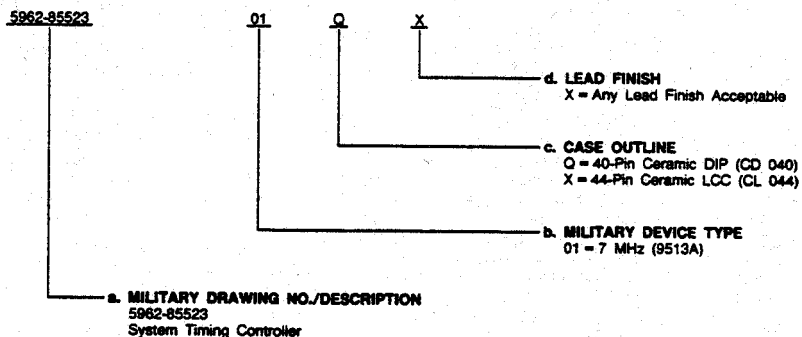 5962-85523 01 Q X
d. LEAD FINISH
X = Any Lead Finish Acceptable
c. CASE OUTLINE
Q = 40-Pin Ceramic DIP (CD 040)
X = 44-Pin Ceramic LCC (CL 044)
b. MILITARY DEVICE TYPE
01 = 7 MHz (9513A)
a. MILITARY DRAWING NO./DESCRIPTION
5962-85523
System Timing Controller